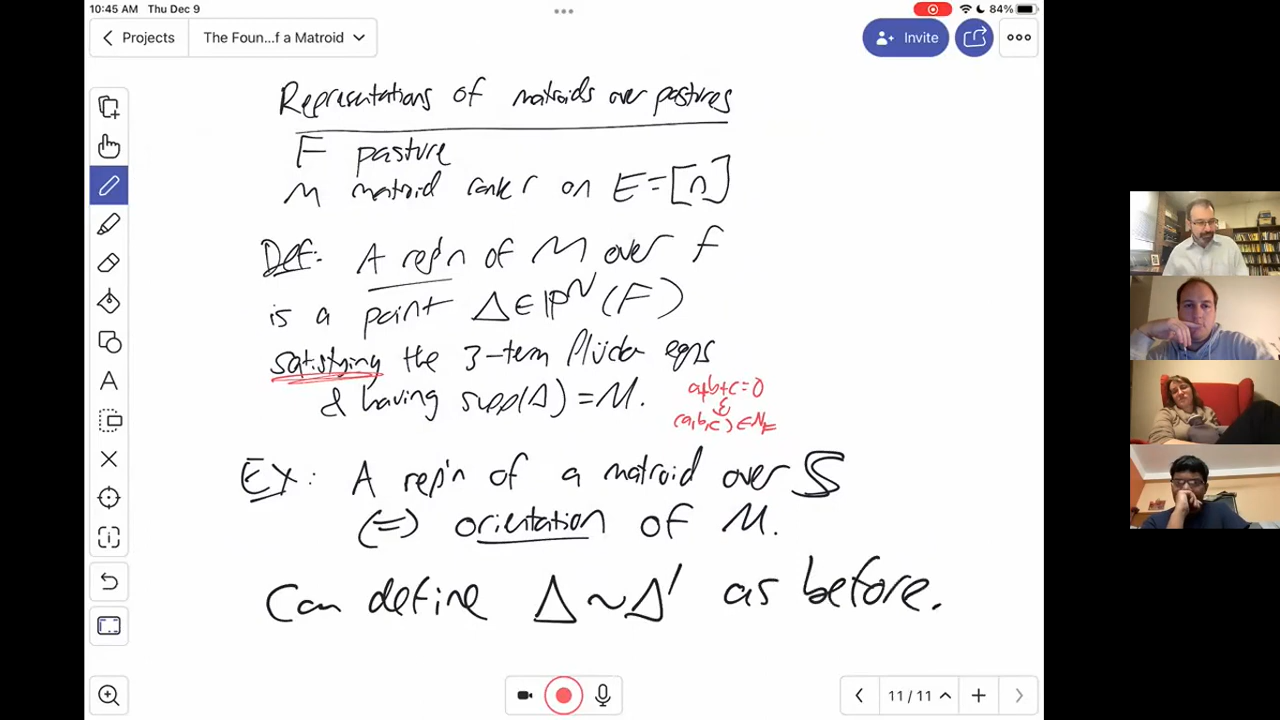 10:45 AM Thu Dec 9
84%
Projects
The Foun...f a Matroid
Invite
Representations of matroids over pastures
F pasture
M matroid rank r on E=[n]
Def: A rep'n of M over F
is a point Δ∈ℙᴺ(F)
satisfying the 3-term Plücker eqns
& having supp(Δ) = M.
a+b+c=0
(a,b,c) ∈ N_F
Ex: A rep'n of a matroid over 𝕊
(=) orientation of M.
Can define Δ~Δ' as before.
11/11